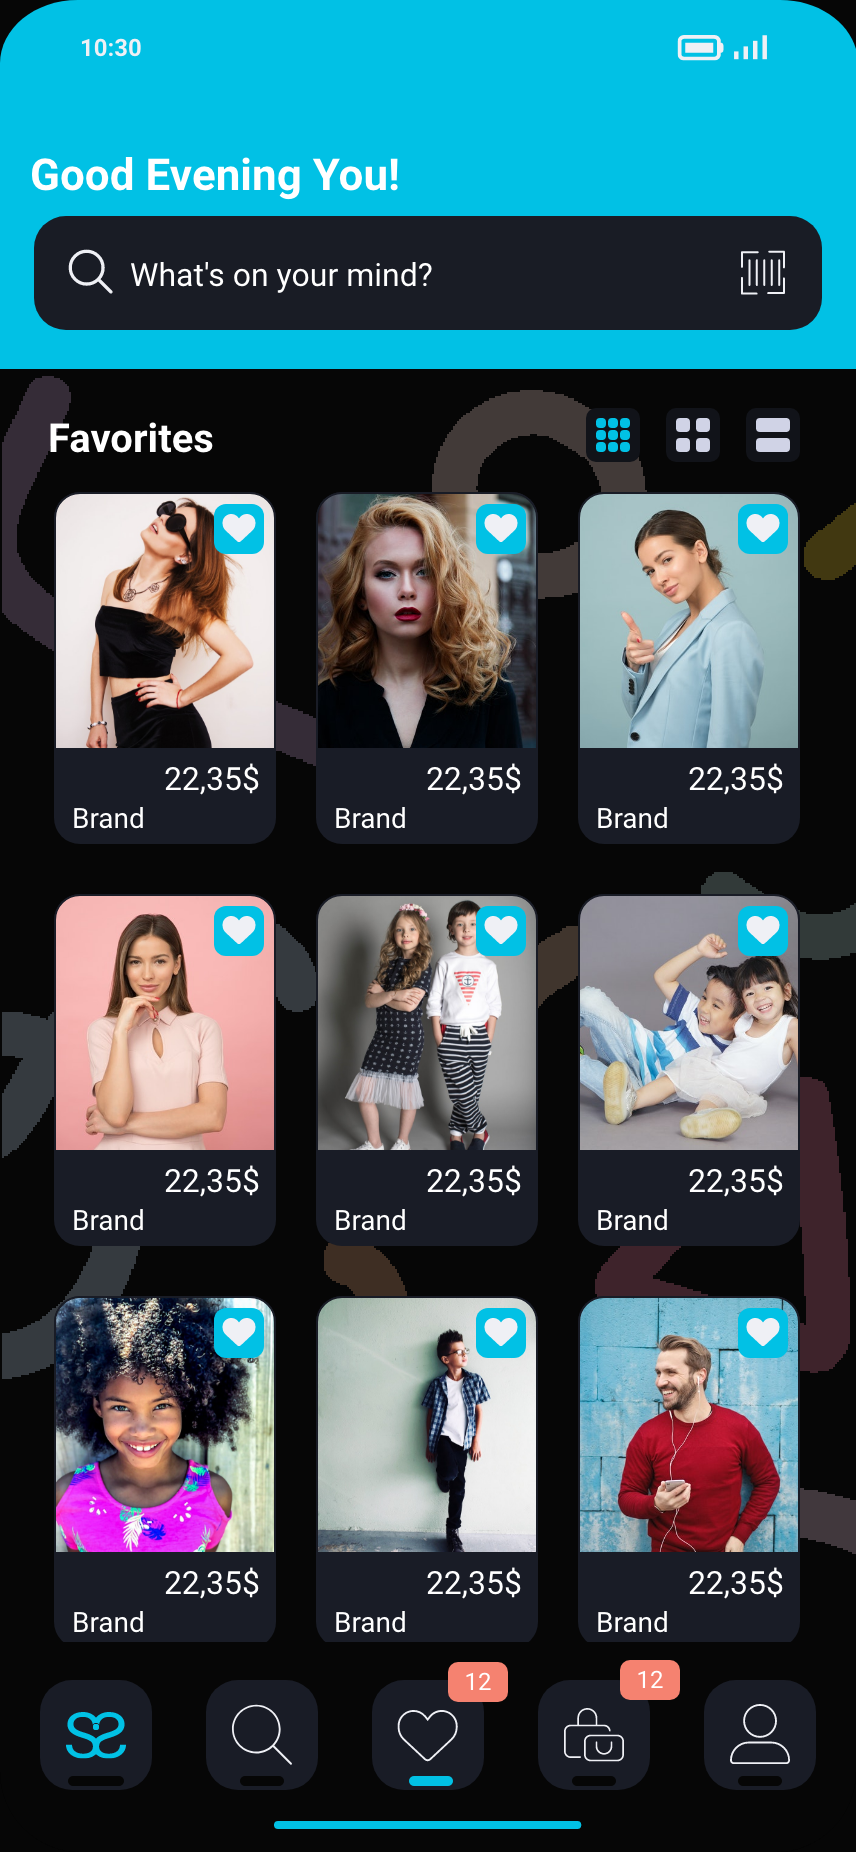 10:30
Good Evening You!
What's on your mind?
Favorites
22,35$ 22,35$ 22,35$
Brand Brand Brand
22,35$ 22,35$ 22,35$
Brand Brand Brand
22,35$ 22,35$ 22,35$
Brand Brand Brand
12 12